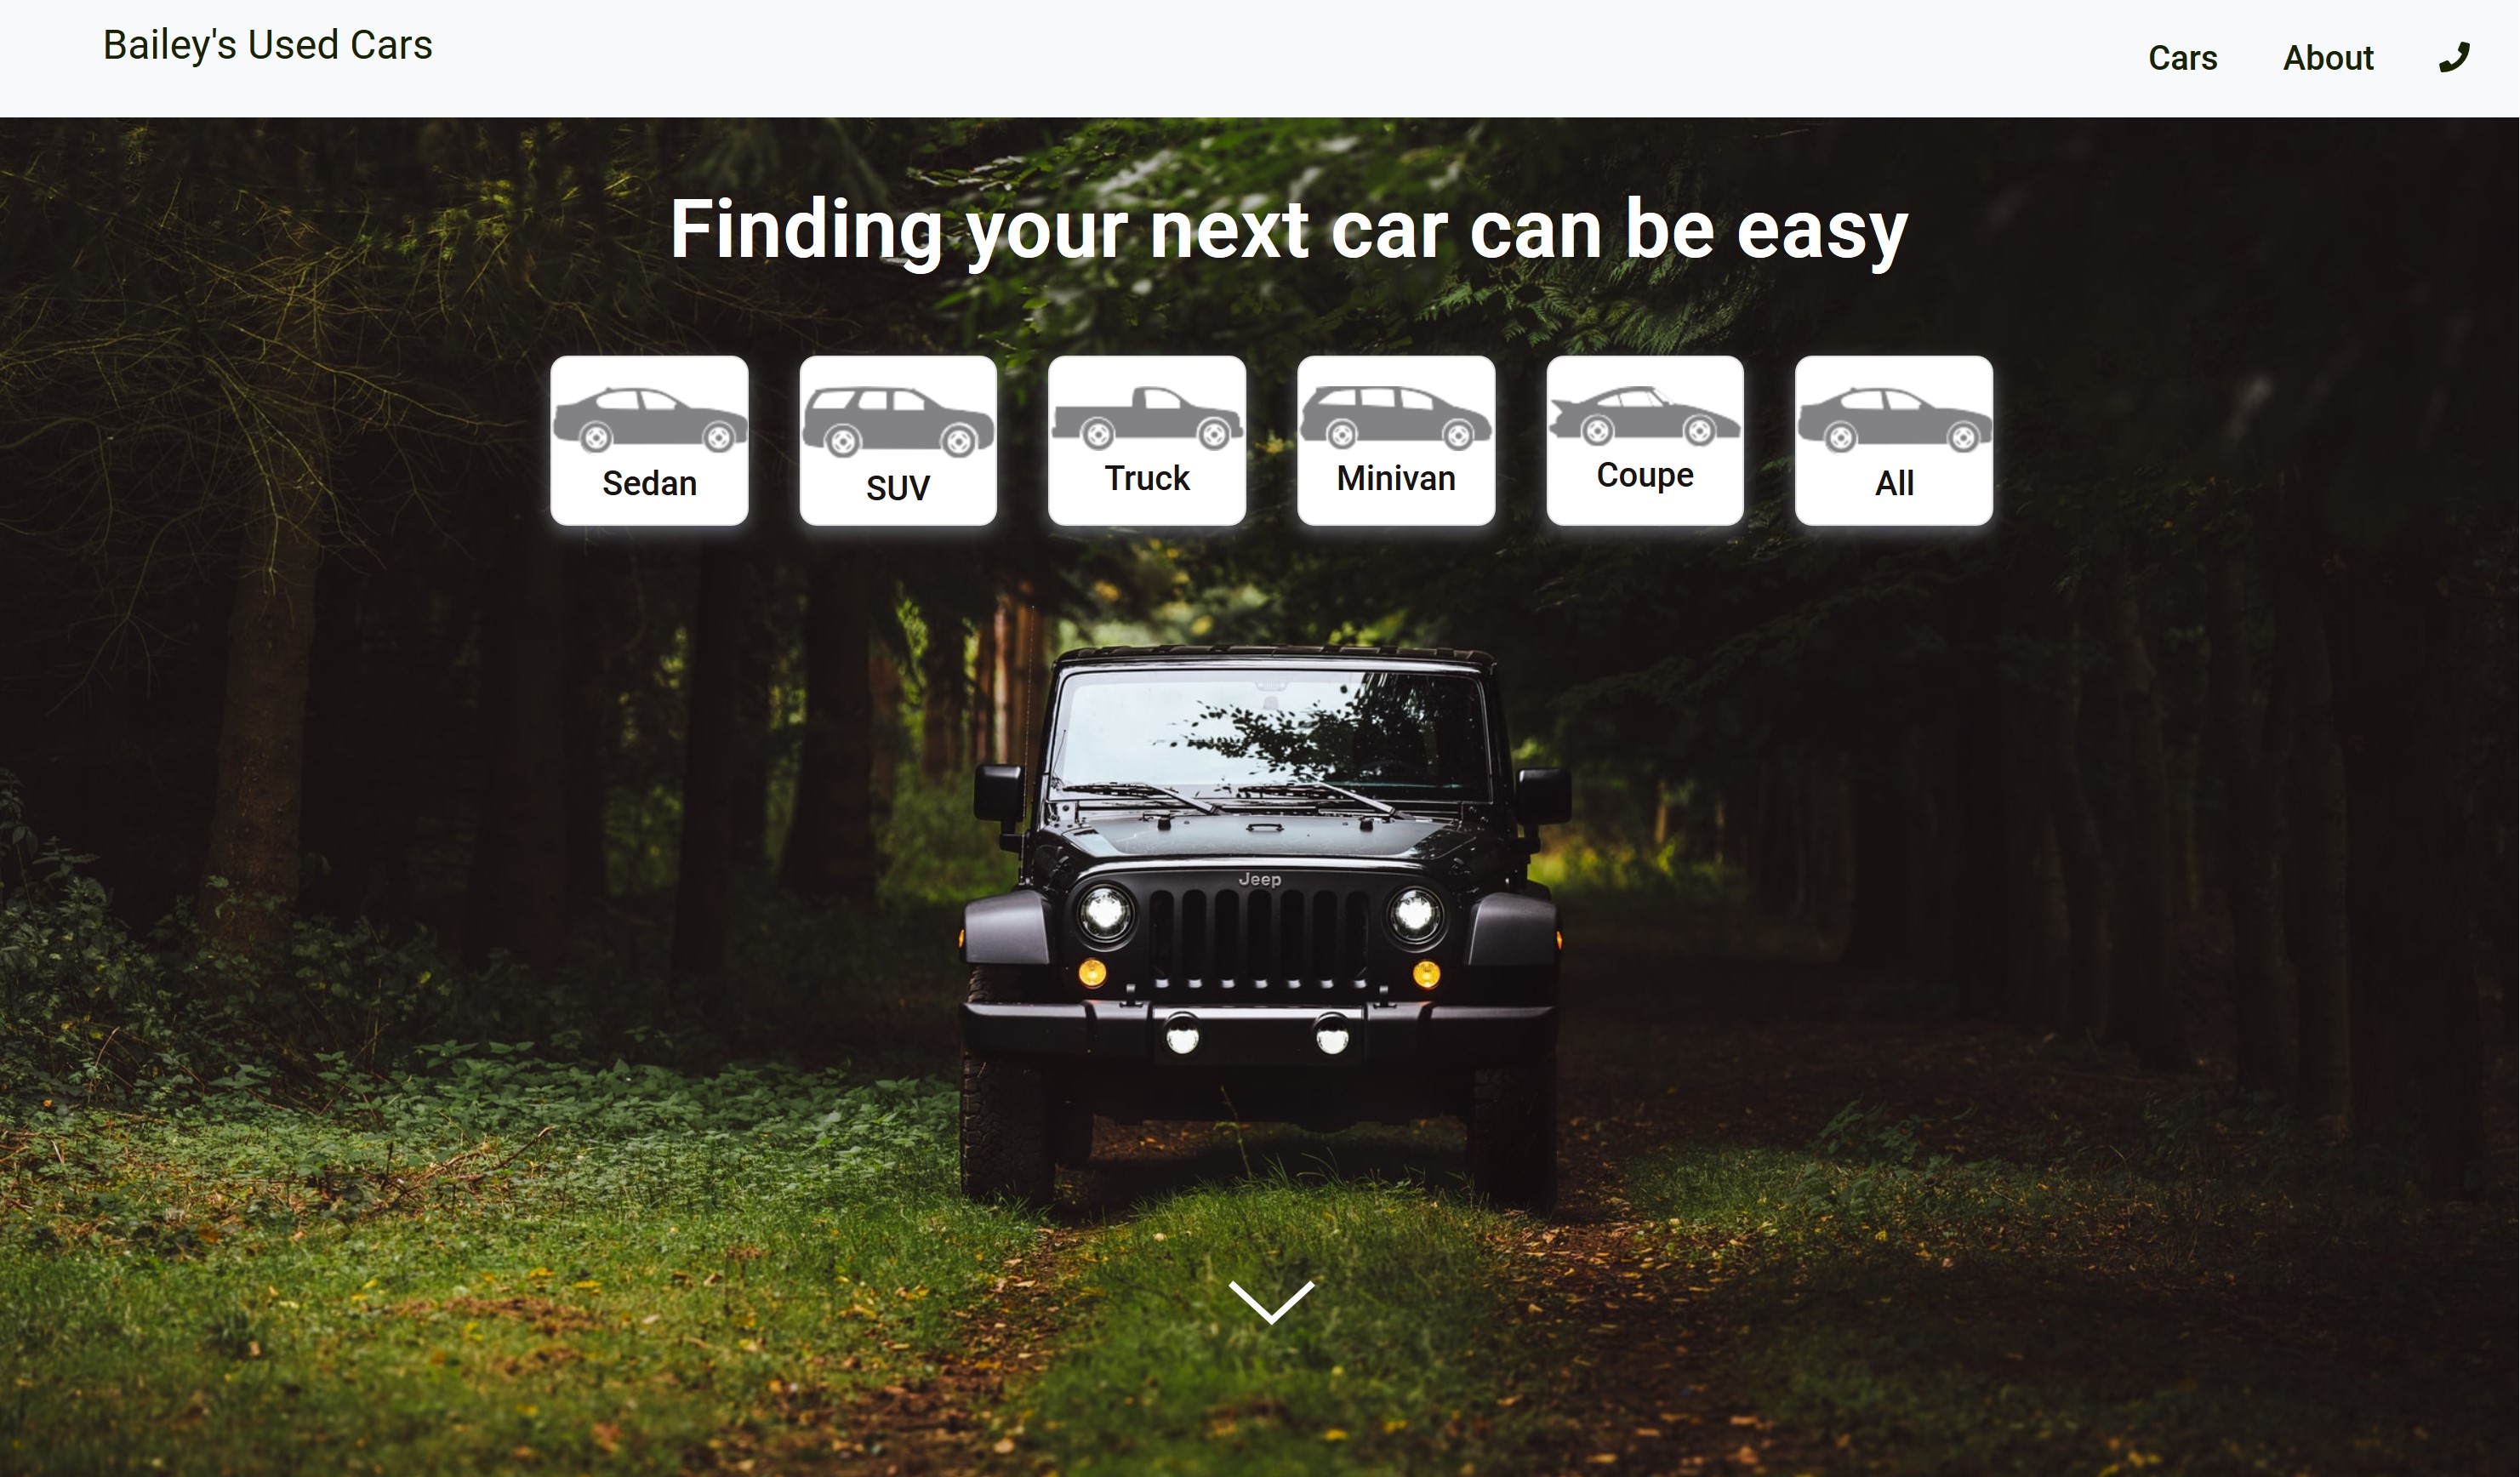 Bailey's Used Cars
Cars About
Finding your next car can be easy
Sedan SUV Truck Minivan Coupe All
Jeep